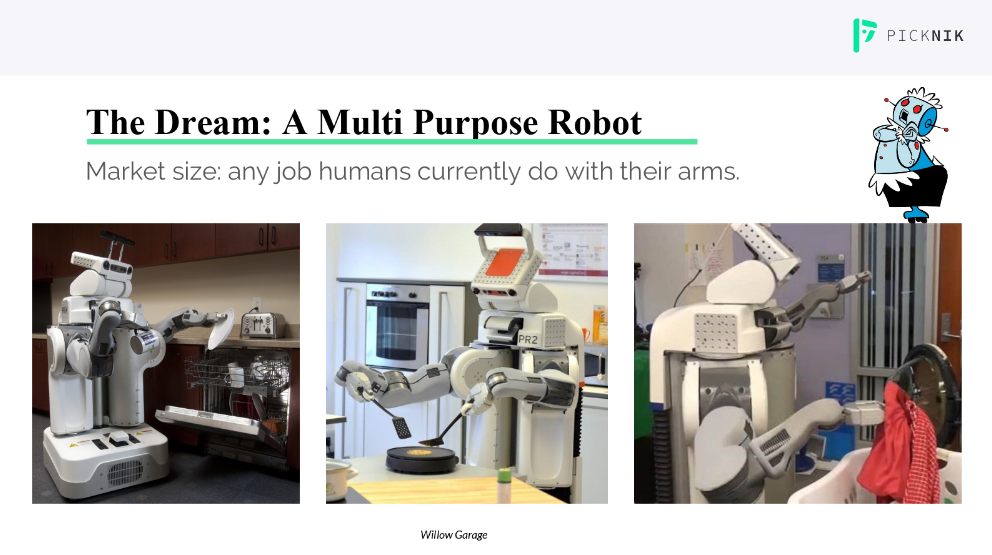 PICKNIK
The Dream: A Multi Purpose Robot
Market size: any job humans currently do with their arms.
PR2
Willow Garage